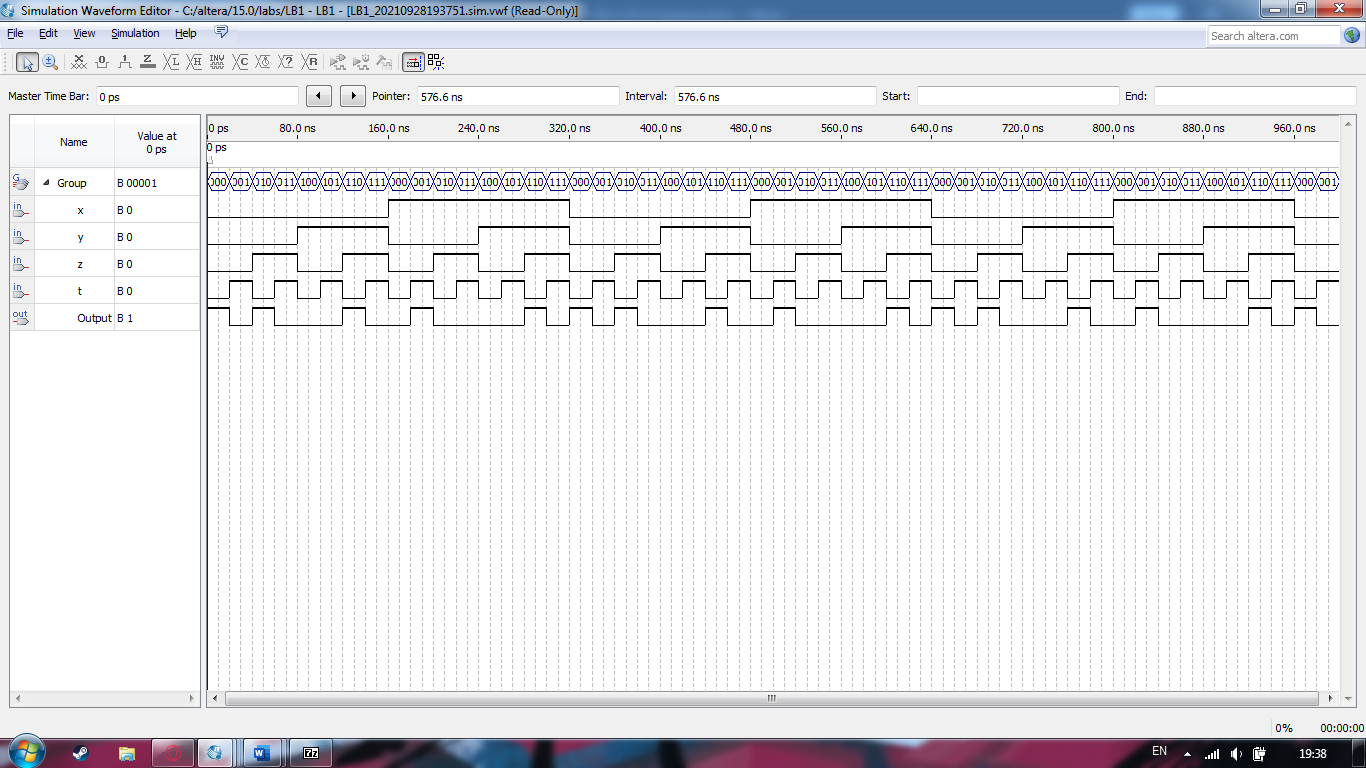 Simulation Waveform Editor - C:/altera/15.0/labs/LB1 - LB1 - [LB1_20210928193751.sim.vwf (Read-Only)]
File Edit View Simulation Help
Search altera.com
Master Time Bar: 0 ps Pointer: 576.6 ns Interval: 576.6 ns Start: End:
Name Value at 0 ps
0 ps 80.0 ns 160.0 ns 240.0 ns 320.0 ns 400.0 ns 480.0 ns 560.0 ns 640.0 ns 720.0 ns 800.0 ns 880.0 ns 960.0 ns
0 ps
Group B 00001
x B 0
y B 0
z B 0
t B 0
Output B 1
0% 00:00:00
EN 19:38